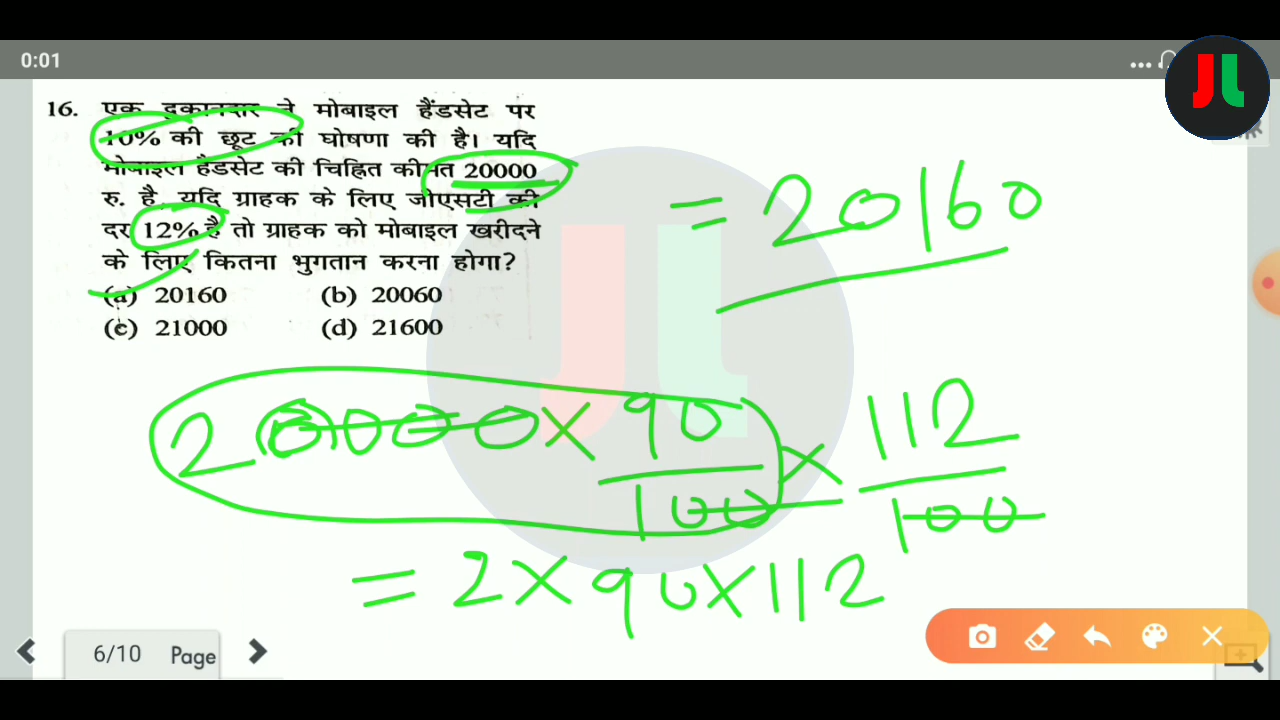 0:01
JL
16. एक दुकानदार ने मोबाइल हैंडसेट पर
10% की छूट की घोषणा की है। यदि
मोबाइल हैडसेट की चिह्नित कीमत 20000
रु. है, यदि ग्राहक के लिए जीएसटी की
दर 12% है तो ग्राहक को मोबाइल खरीदने
के लिए कितना भुगतान करना होगा?
(a) 20160 (b) 20060
(c) 21000 (d) 21600
= 20160
20000 × 90/100 × 112/100
= 2 × 90 × 112
6/10 Page